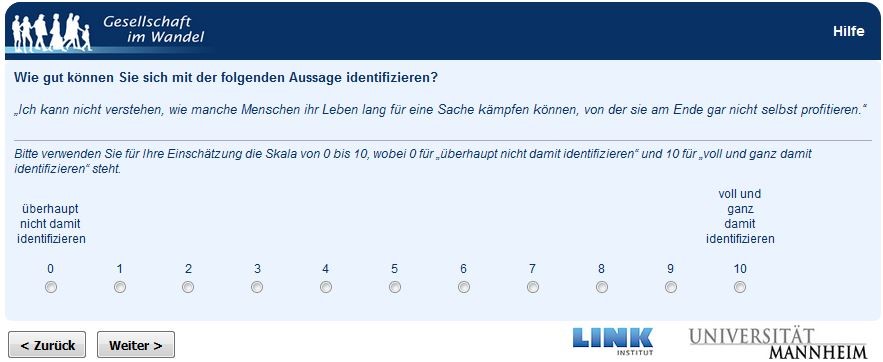 Gesellschaft
im Wandel
Hilfe
Wie gut können Sie sich mit der folgenden Aussage identifizieren?
„Ich kann nicht verstehen, wie manche Menschen ihr Leben lang für eine Sache kämpfen können, von der sie am Ende gar nicht selbst profitieren.“
Bitte verwenden Sie für Ihre Einschätzung die Skala von 0 bis 10, wobei 0 für „überhaupt nicht damit identifizieren“ und 10 für „voll und ganz damit
identifizieren“ steht.
überhaupt
nicht damit
identifizieren
voll und
ganz
damit
identifizieren
0 1 2 3 4 5 6 7 8 9 10
< Zurück Weiter >
LINK
INSTITUT
UNIVERSITÄT
MANNHEIM